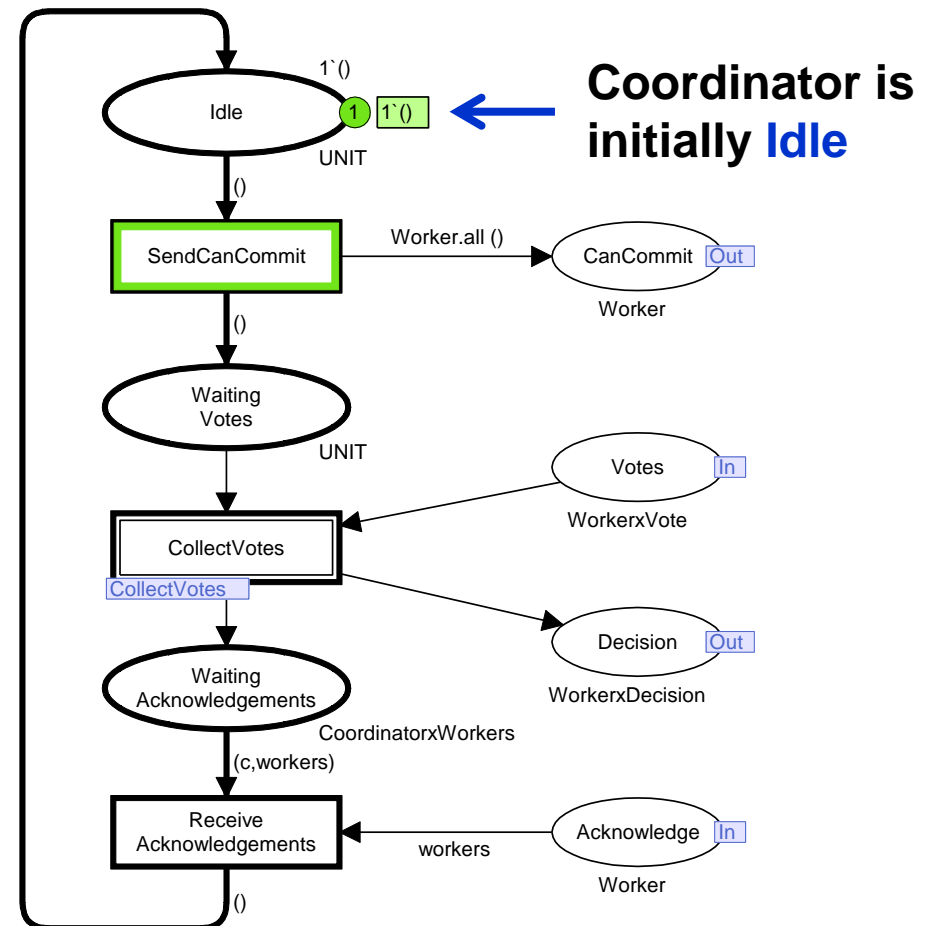 1`()
Idle
1
1`()
UNIT
Coordinator is
initially Idle
()
SendCanCommit
Worker.all ()
CanCommit
Out
Worker
()
Waiting
Votes
UNIT
Votes
In
WorkerxVote
CollectVotes
CollectVotes
Decision
Out
WorkerxDecision
Waiting
Acknowledgements
CoordinatorxWorkers
(c,workers)
Receive
Acknowledgements
workers
Acknowledge
In
Worker
()